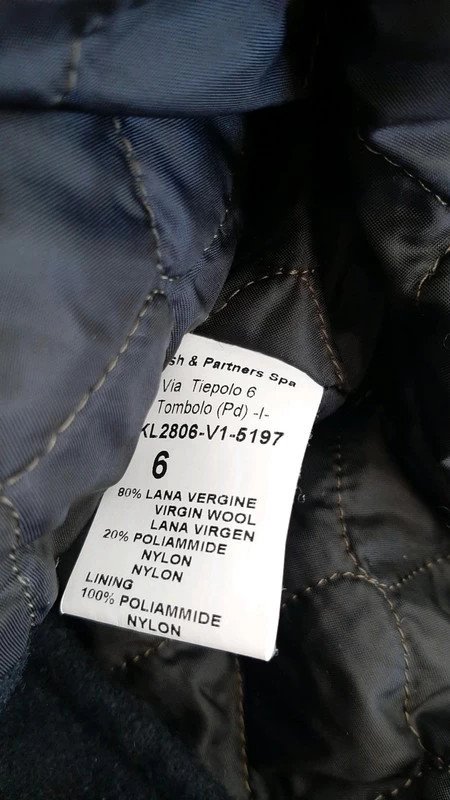 & Partners Spa
Via Tiepolo 6
Tombolo (Pd) -I-
KL2806-V1-5197
6
80% LANA VERGINE
VIRGIN WOOL
LANA VIRGEN
20% POLIAMMIDE
NYLON
NYLON
LINING
100% POLIAMMIDE
NYLON